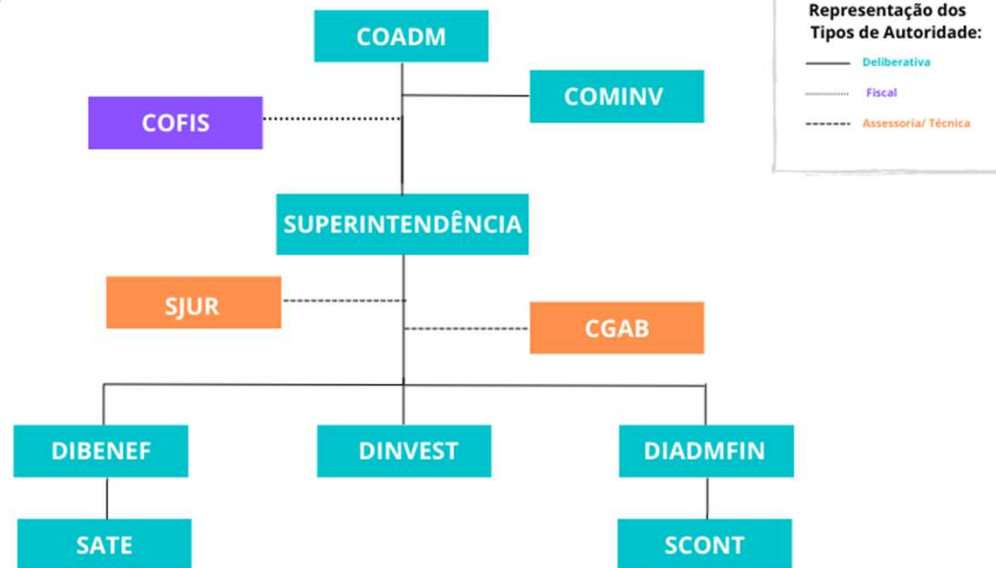 COADM
Representação dos
Tipos de Autoridade:
Deliberativa
Fiscal
Assessoria/ Técnica
COMINV
COFIS
SUPERINTENDÊNCIA
SJUR
CGAB
DIBENEF
DINVEST
DIADMFIN
SATE
SCONT